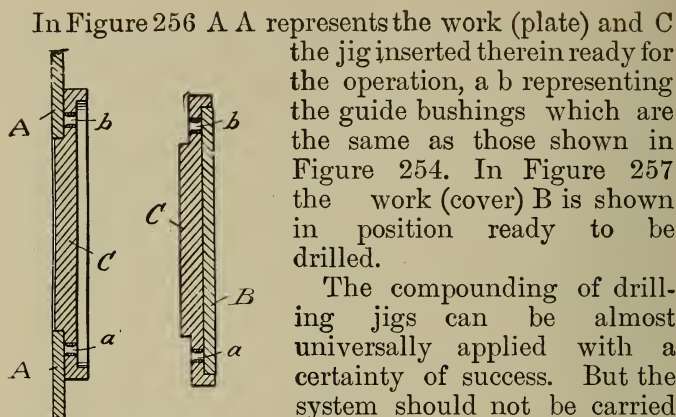 In Figure 256 A A represents the work (plate) and C
the jig inserted therein ready for
the operation, a b representing
the guide bushings which are
the same as those shown in
Figure 254. In Figure 257
the work (cover) B is shown
in position ready to be
drilled.
The compounding of drill-
ing jigs can be almost
universally applied with a
certainty of success. But the
system should not be carried
A
b
C
a
A
b
C
B
a